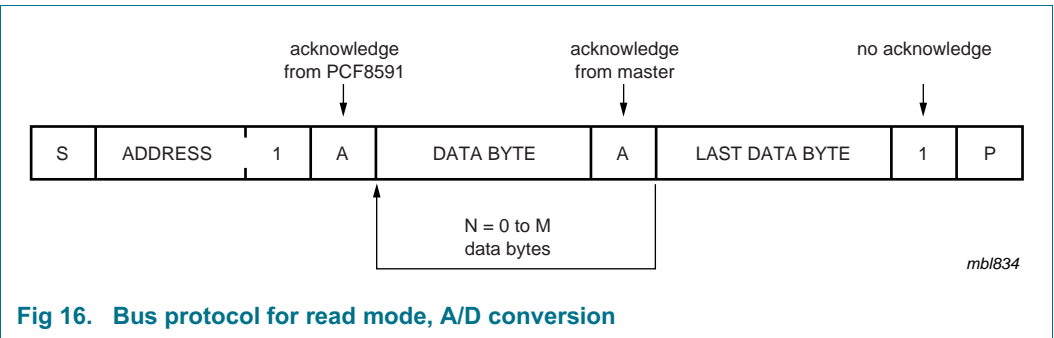 acknowledge
from PCF8591
acknowledge
from master
no acknowledge
S ADDRESS 1 A DATA BYTE A LAST DATA BYTE 1 P
N = 0 to M
data bytes
mbl834
Fig 16. Bus protocol for read mode, A/D conversion